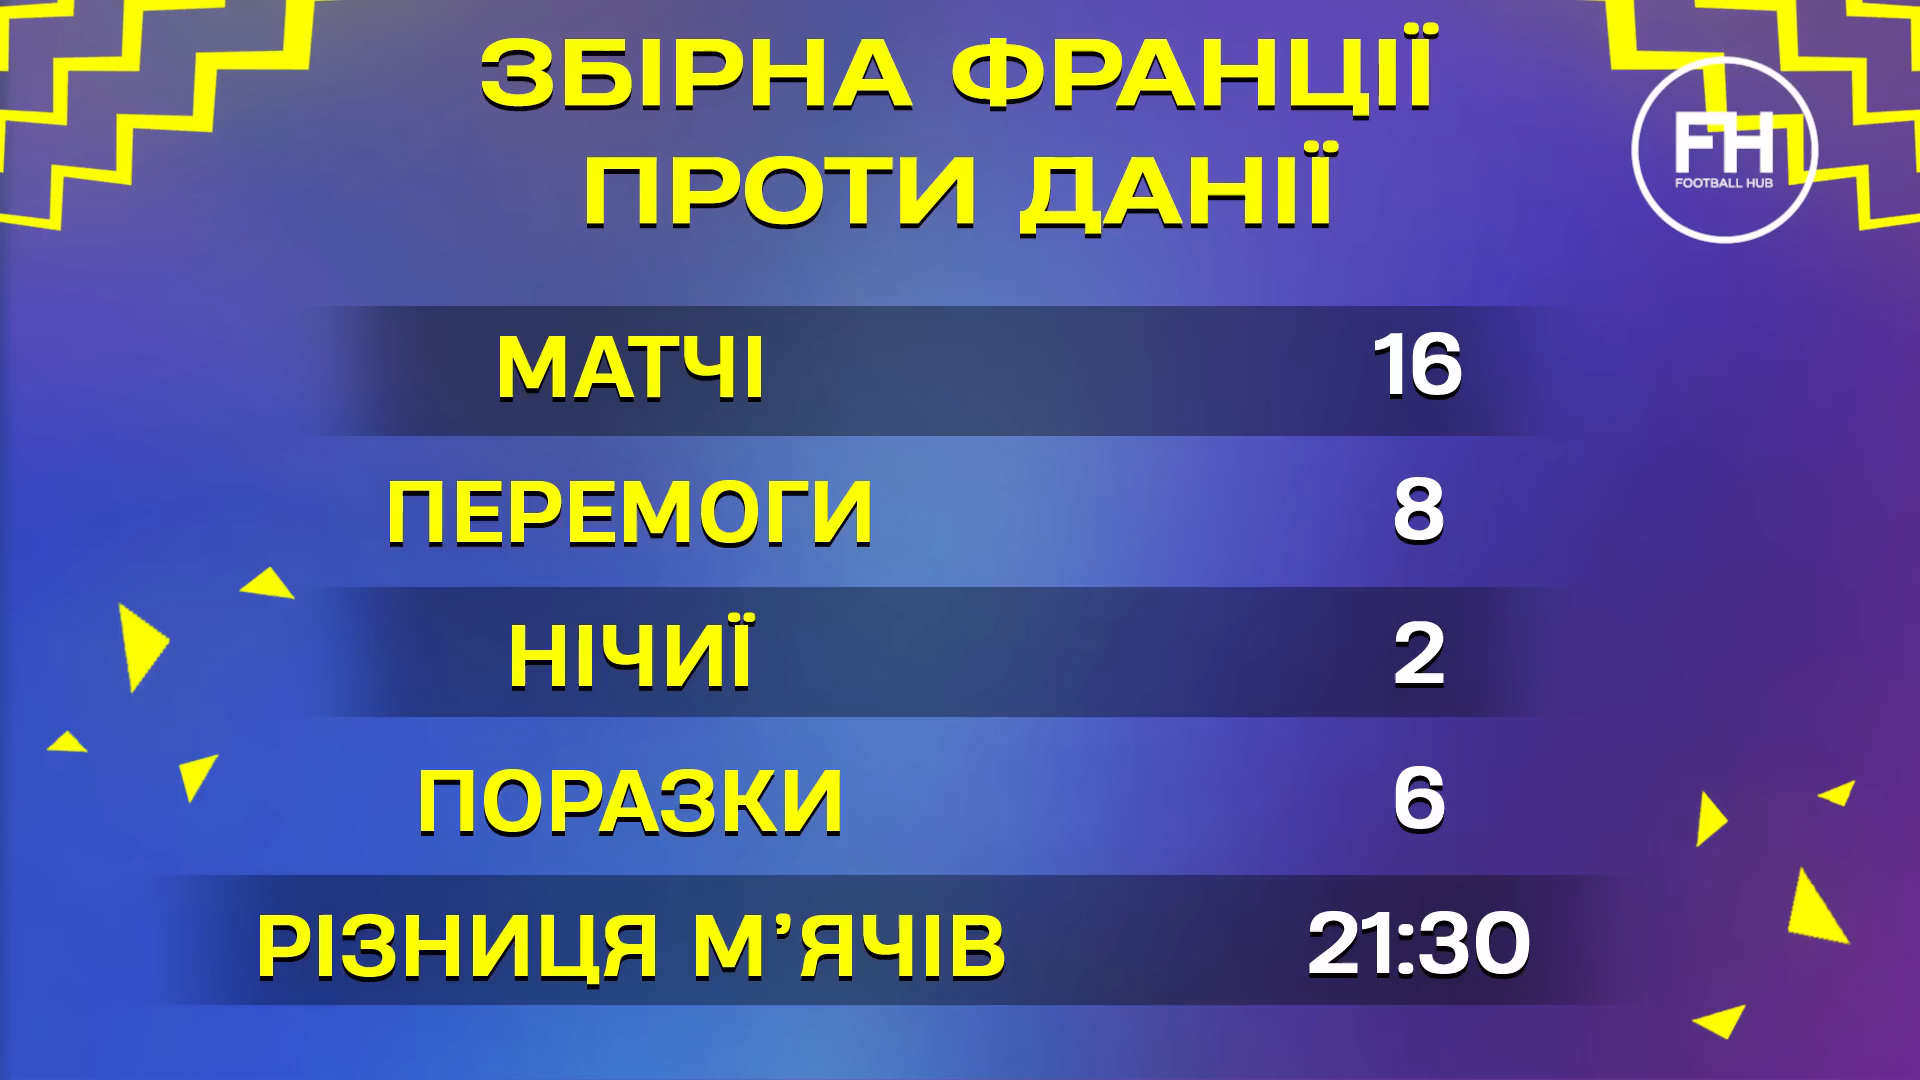 ЗБІРНА ФРАНЦІЇ
ПРОТИ ДАНІЇ
FH
FOOTBALL HUB
МАТЧІ 16
ПЕРЕМОГИ 8
НІЧИЇ 2
ПОРАЗКИ 6
РІЗНИЦЯ М’ЯЧІВ 21:30